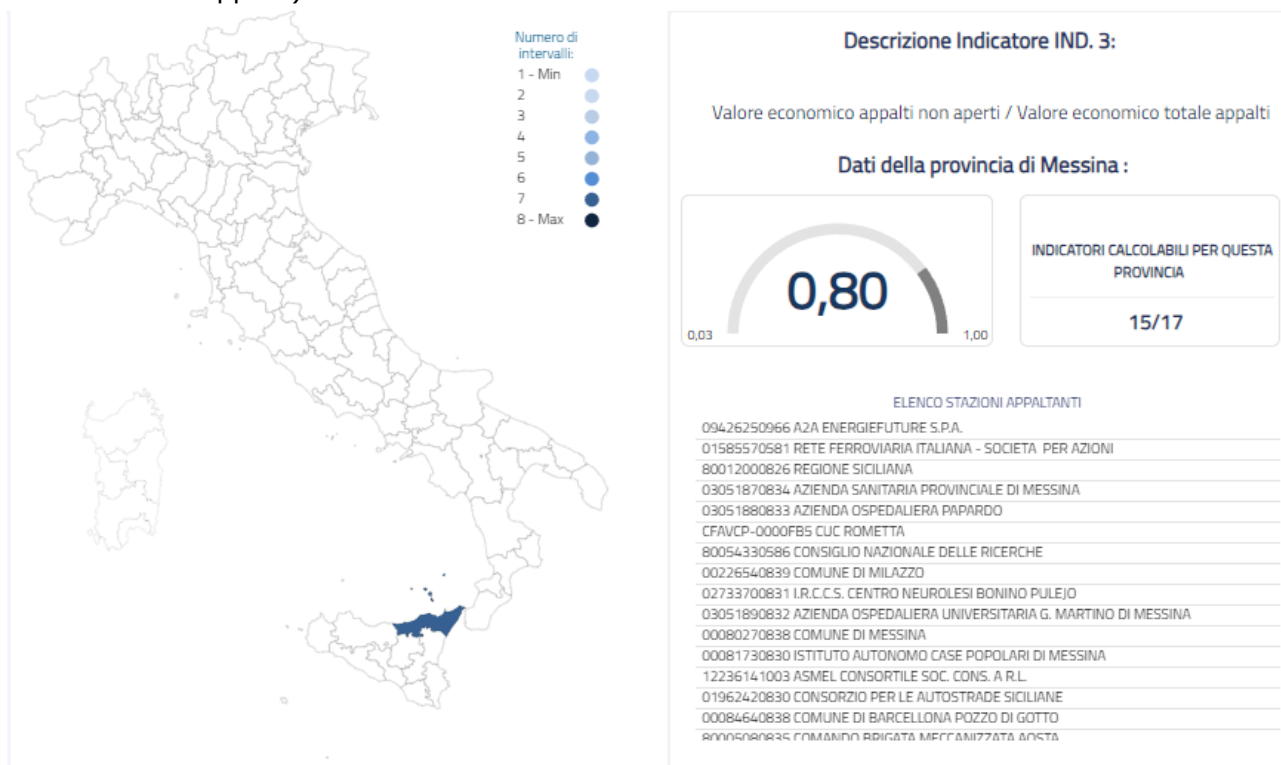 Numero di
intervalli:
1 - Min
2
3
4
5
6
7
8 - Max
Descrizione Indicatore IND. 3:
Valore economico appalti non aperti / Valore economico totale appalti
Dati della provincia di Messina :
0,80
0,03
1,00
INDICATORI CALCOLABILI PER QUESTA
PROVINCIA
15/17
ELENCO STAZIONI APPALTANTI
09426250966 A2A ENERGIEFUTURE S.P.A.
01585570581 RETE FERROVIARIA ITALIANA - SOCIETA PER AZIONI
80012000826 REGIONE SICILIANA
03051870834 AZIENDA SANITARIA PROVINCIALE DI MESSINA
03051880833 AZIENDA OSPEDALIERA PAPARDO
CFAVCP-0000FB5 CUC ROMETTA
80054330586 CONSIGLIO NAZIONALE DELLE RICERCHE
00226540839 COMUNE DI MILAZZO
02733700831 I.R.C.C.S. CENTRO NEUROLESI BONINO PULEJO
03051890832 AZIENDA OSPEDALIERA UNIVERSITARIA G. MARTINO DI MESSINA
00080270838 COMUNE DI MESSINA
00081730830 ISTITUTO AUTONOMO CASE POPOLARI DI MESSINA
12236141003 ASMEL CONSORTILE SOC. CONS. A R.L.
01962420830 CONSORZIO PER LE AUTOSTRADE SICILIANE
00084640838 COMUNE DI BARCELLONA POZZO DI GOTTO
80005080835 COMANDO BRIGATA MECCANIZZATA AOSTA